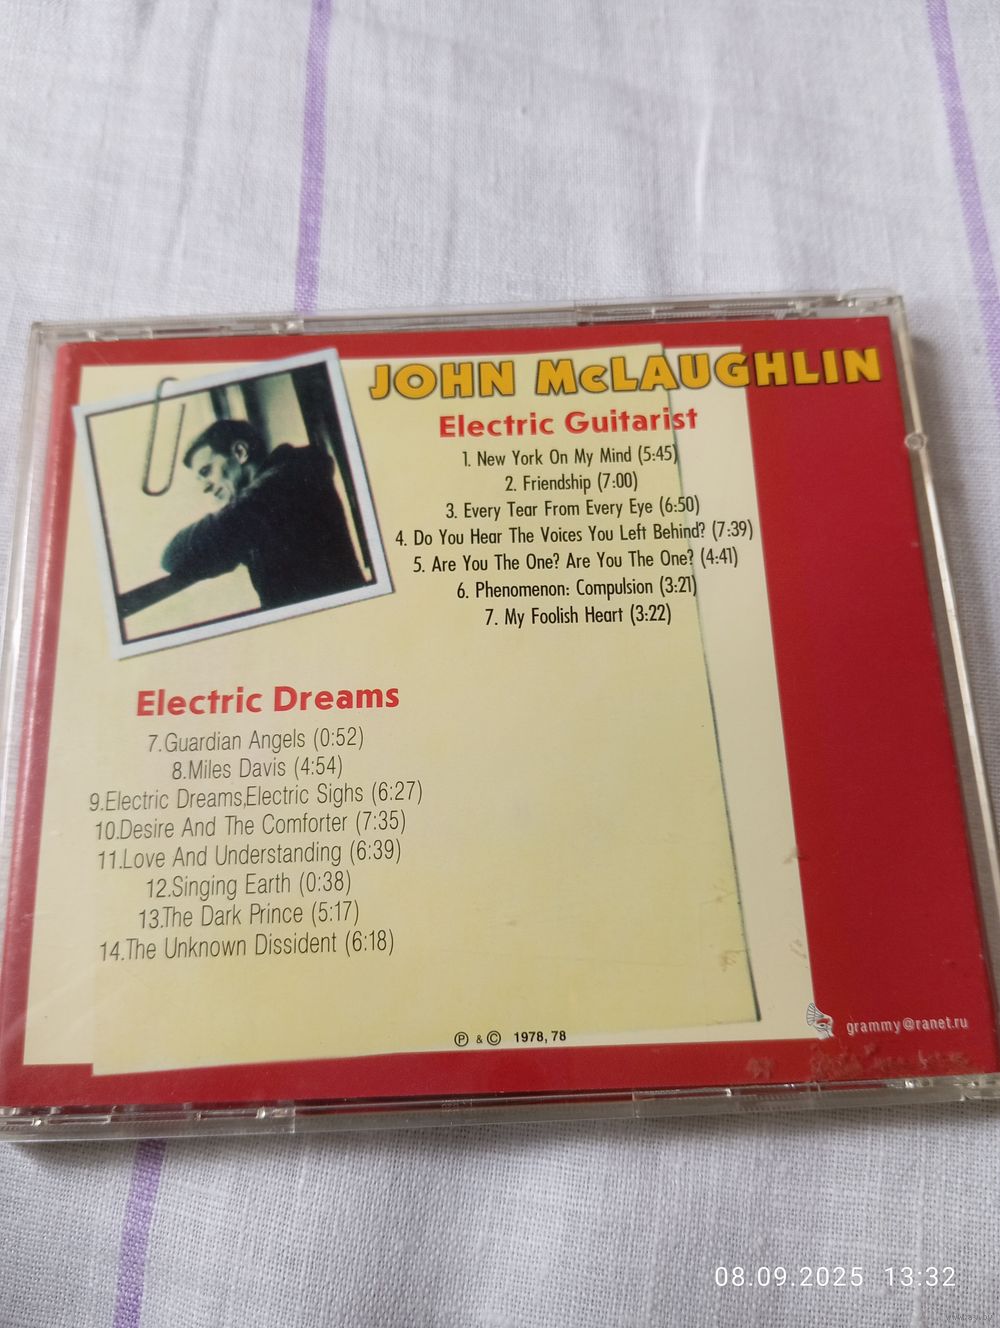 JOHN McLAUGHLIN
Electric Guitarist
1. New York On My Mind (5:45)
2. Friendship (7:00)
3. Every Tear From Every Eye (6:50)
4. Do You Hear The Voices You Left Behind? (7:39)
5. Are You The One? Are You The One? (4:41)
6. Phenomenon: Compulsion (3:21)
7. My Foolish Heart (3:22)
Electric Dreams
7.Guardian Angels (0:52)
8.Miles Davis (4:54)
9.Electric Dreams,Electric Sighs (6:27)
10.Desire And The Comforter (7:35)
11.Love And Understanding (6:39)
12.Singing Earth (0:38)
13.The Dark Prince (5:17)
14.The Unknown Dissident (6:18)
Ⓟ & © 1978, 78
grammy@ranet.ru
08.09.2025 13:32